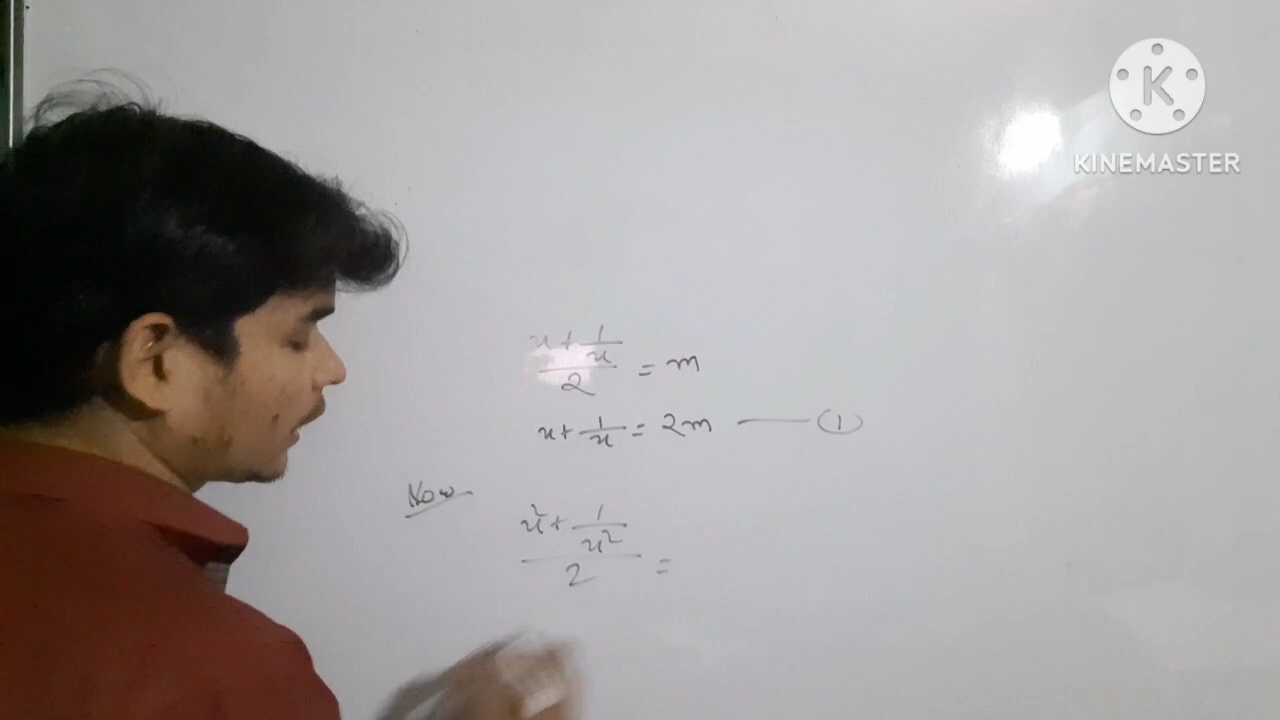 KINEMASTER
(x + 1/x)/2 = m
x + 1/x = 2m —— (1)
Now
(x² + 1/x²)/2 =